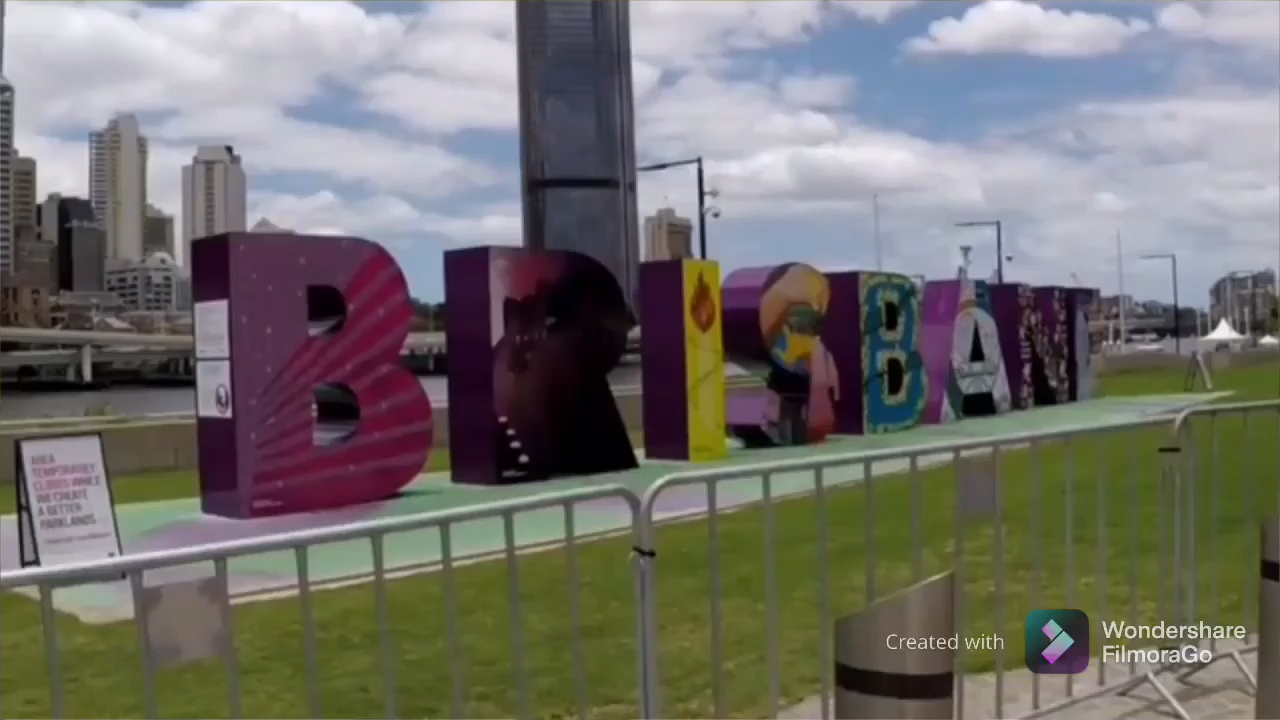 BRISBANE
AREA
TEMPORARILY
CLOSED WHILE
WE CREATE
A BETTER
PARKLANDS
Created with
Wondershare
FilmoraGo